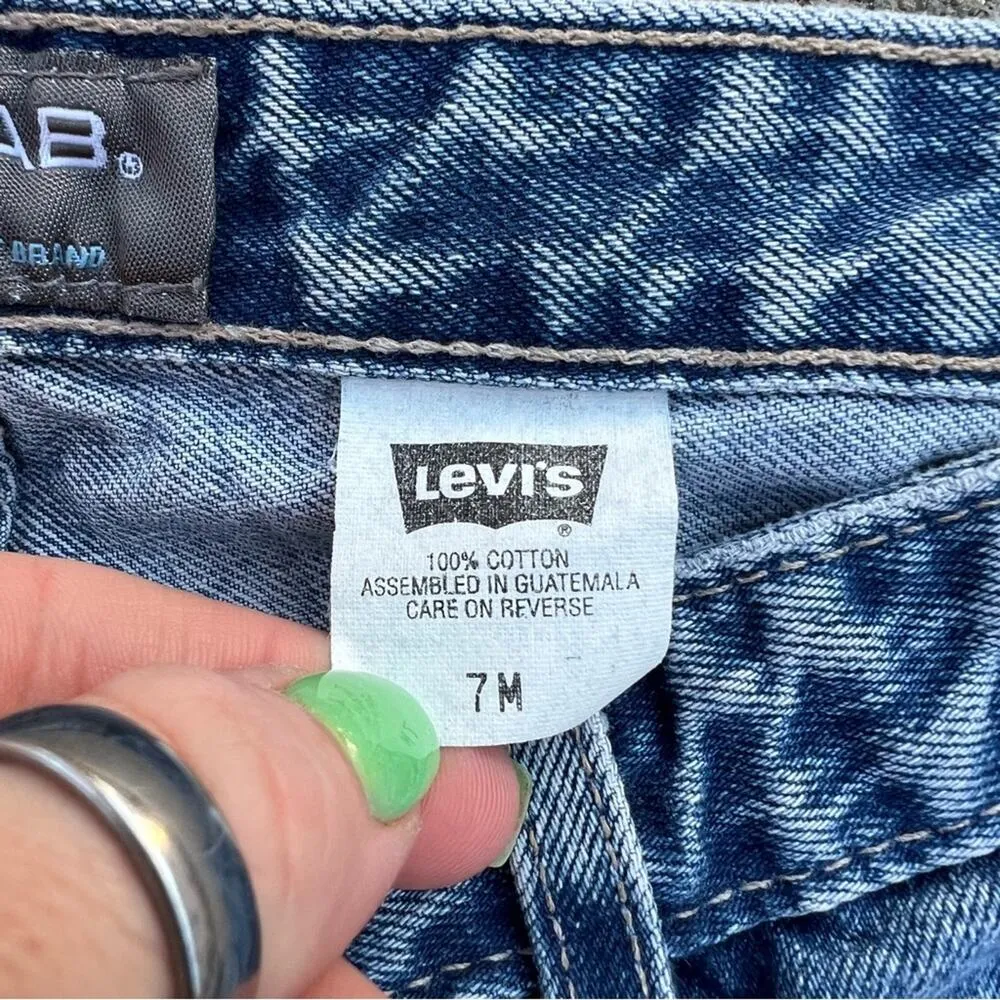 AB®
BRAND
Levi's
®
100% COTTON
ASSEMBLED IN GUATEMALA
CARE ON REVERSE
7 M